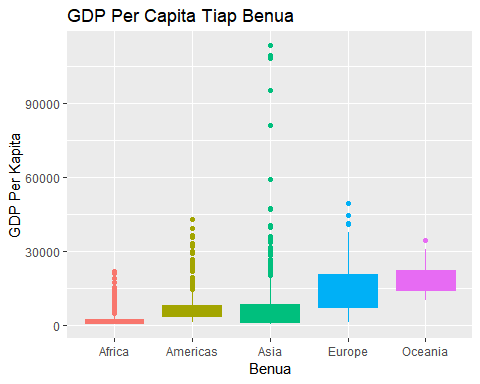 GDP Per Capita Tiap Benua
GDP Per Kapita
90000
60000
30000
0
Africa Americas Asia Europe Oceania
Benua